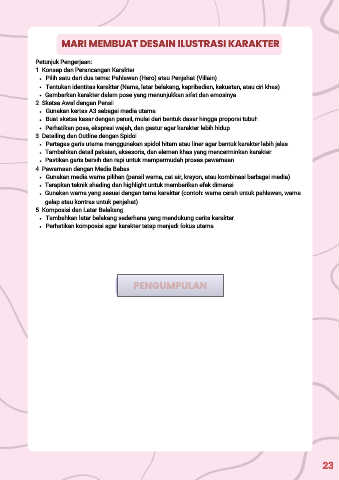 MARI MEMBUAT DESAIN ILUSTRASI KARAKTER
Petunjuk Pengerjaan:
1 Konsep dan Perancangan Karakter
• Pilih satu dari dua tema: Pahlawan (Hero) atau Penjahat (Villain)
• Tentukan identitas karakter (Nama, latar belakang, kepribadian, kekuatan, atau ciri khas)
• Gambarkan karakter dalam pose yang menunjukkan sifat dan emosinya
2 Sketsa Awal dengan Pensil
• Gunakan kertas A3 sebagai media utama
• Buat sketsa kasar dengan pensil, mulai dari bentuk dasar hingga proporsi tubuh
• Perhatikan pose, ekspresi wajah, dan gestur agar karakter lebih hidup
3 Detailing dan Outline dengan Spidol
• Pertegas garis utama menggunakan spidol hitam atau liner agar bentuk karakter lebih jelas
• Tambahkan detail pakaian, aksesoris, dan elemen khas yang mencerminkan karakter
• Pastikan garis bersih dan rapi untuk mempermudah proses pewarnaan
4 Pewarnaan dengan Media Bebas
• Gunakan media warna pilihan (pensil warna, cat air, krayon, atau kombinasi berbagai media)
• Terapkan teknik shading dan highlight untuk memberikan efek dimensi
• Gunakan warna yang sesuai dengan tema karakter (contoh: warna cerah untuk pahlawan, warna
gelap atau kontras untuk penjahat)
5 Komposisi dan Latar Belakang
• Tambahkan latar belakang sederhana yang mendukung cerita karakter
• Perhatikan komposisi agar karakter tetap menjadi fokus utama
PENGUMPULAN
23